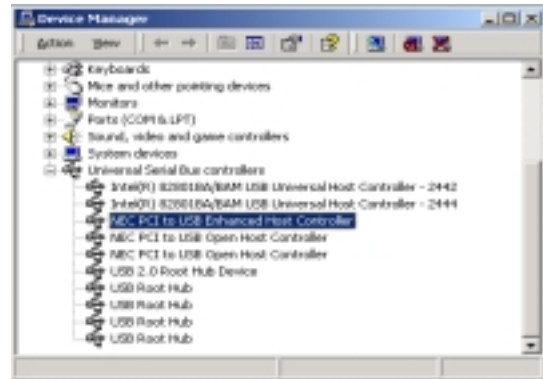 Device Manager
Action View
Keyboards
Mice and other pointing devices
Monitors
Ports (COM & LPT)
Sound, video and game controllers
System devices
Universal Serial Bus controllers
Intel(R) 82801BA/BAM USB Universal Host Controller - 2442
Intel(R) 82801BA/BAM USB Universal Host Controller - 2444
NEC PCI to USB Enhanced Host Controller
NEC PCI to USB Open Host Controller
NEC PCI to USB Open Host Controller
USB 2.0 Root Hub Device
USB Root Hub
USB Root Hub
USB Root Hub
USB Root Hub